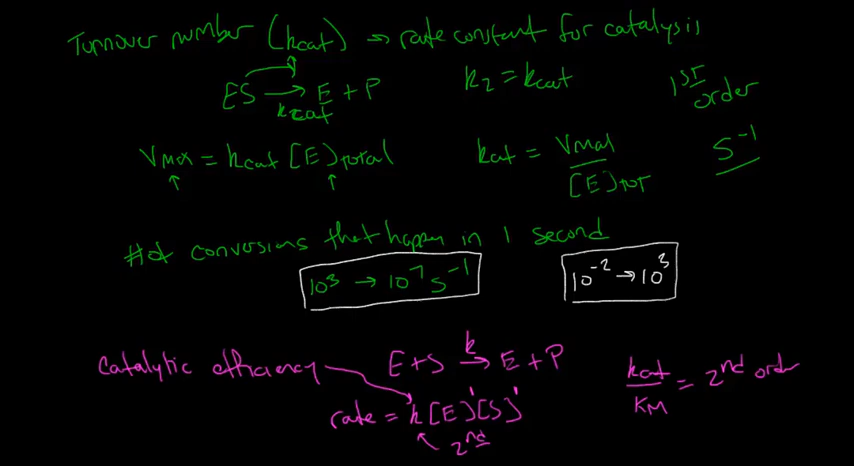 Turnover number (kcat) → rate constant for catalysis
ES → E + P
kcat
k₂ = kcat
1ST order
Vmax = kcat [E]total
kcat = Vmax / [E]TOT
S⁻¹
# of conversions that happen in 1 second
10³ → 10⁷ s⁻¹
10⁻² → 10³
Catalytic efficiency
E+S →k E + P
rate = k[E]¹[S]¹
2nd
kcat / KM = 2nd order